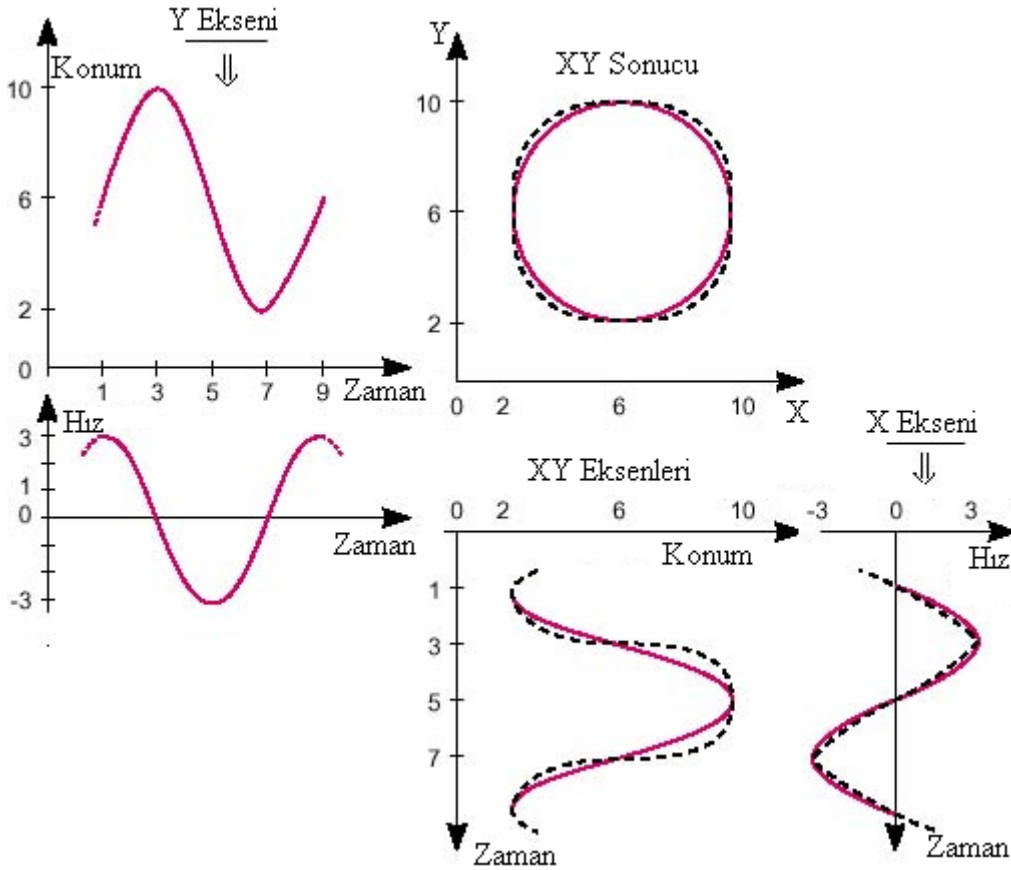 Y Ekseni
⇓
Konum
10
6
2
0
1 3 5 7 9 Zaman
Hız
3
1
0
-3
Zaman
Y
XY Sonucu
10
6
2
0 2 6 10
X
XY Eksenleri
0 2 6 10
Konum
1
3
5
7
Zaman
X Ekseni
⇓
-3 0 3
Hız
Zaman